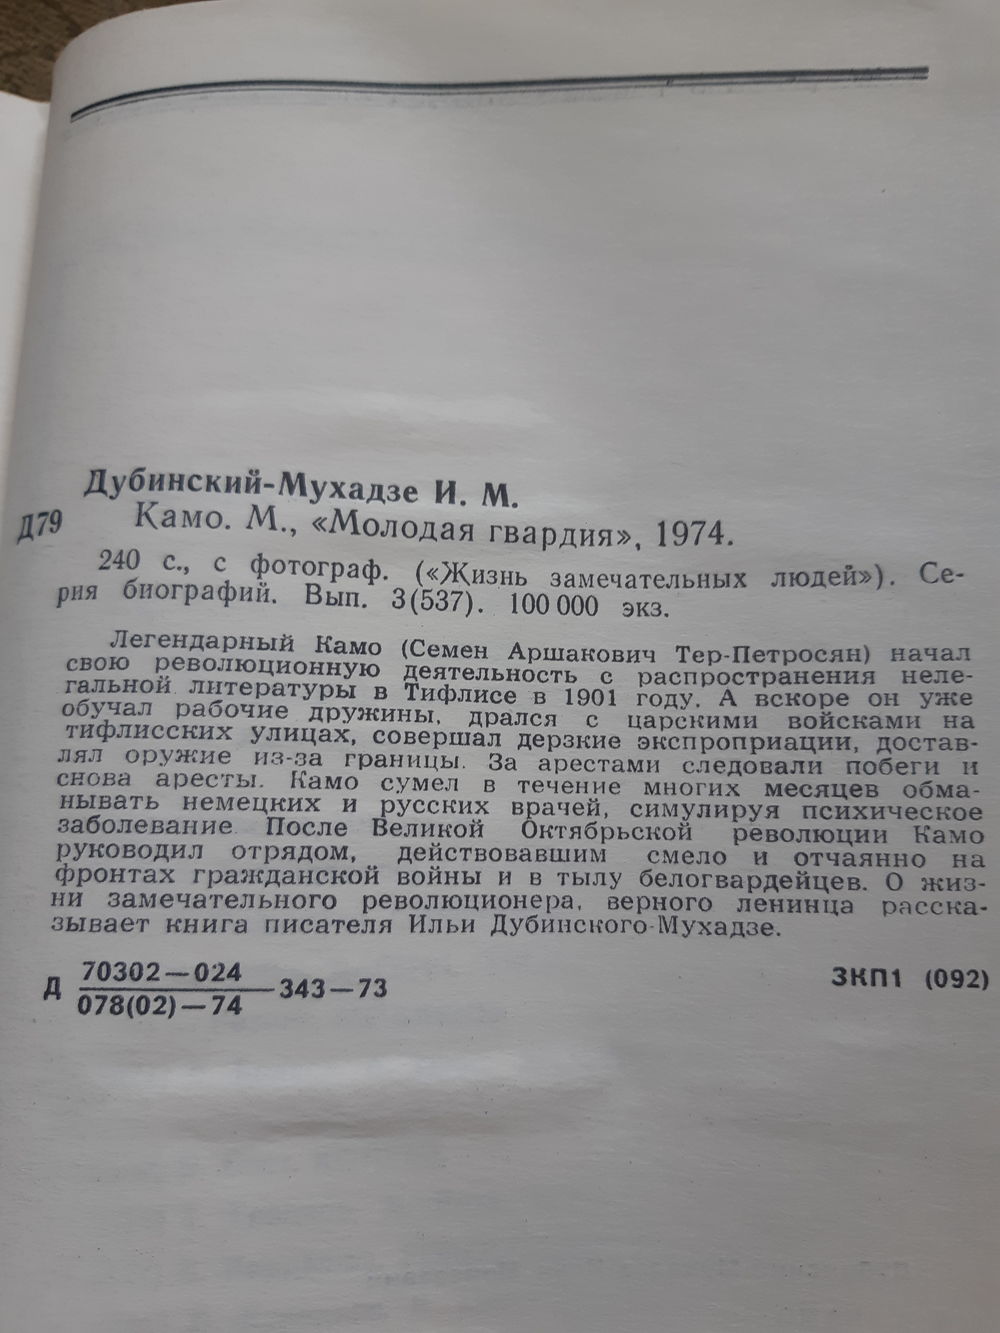 Дубинский-Мухадзе И. М.
Д79 Камо. М., «Молодая гвардия», 1974.
240 с., с фотограф. («Жизнь замечательных людей»). Се-
рия биографий. Вып. 3(537). 100 000 экз.
Легендарный Камо (Семен Аршакович Тер-Петросян) начал
свою революционную деятельность с распространения неле-
гальной литературы в Тифлисе в 1901 году. А вскоре он уже
обучал рабочие дружины, дрался с царскими войсками на
тифлисских улицах, совершал дерзкие экспроприации, достав-
лял оружие из-за границы. За арестами следовали побеги и
снова аресты. Камо сумел в течение многих месяцев обма-
нывать немецких и русских врачей, симулируя психическое
заболевание. После Великой Октябрьской революции Камо
руководил отрядом, действовавшим смело и отчаянно на
фронтах гражданской войны и в тылу белогвардейцев. О жиз-
ни замечательного революционера, верного ленинца расска-
зывает книга писателя Ильи Дубинского-Мухадзе.
70302—024
Д —343—73 ЗКП1 (092)
078(02)—74